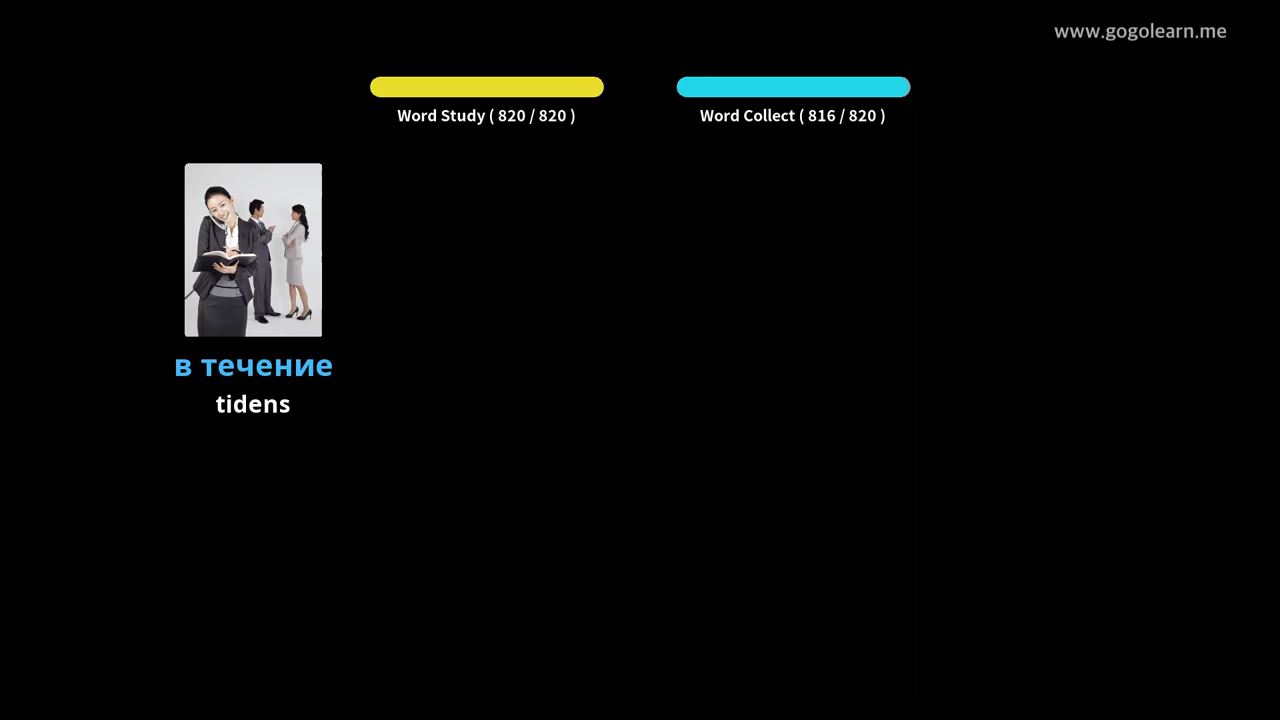 www.gogolearn.me
Word Study ( 820 / 820 )
Word Collect ( 816 / 820 )
в течение
tidens